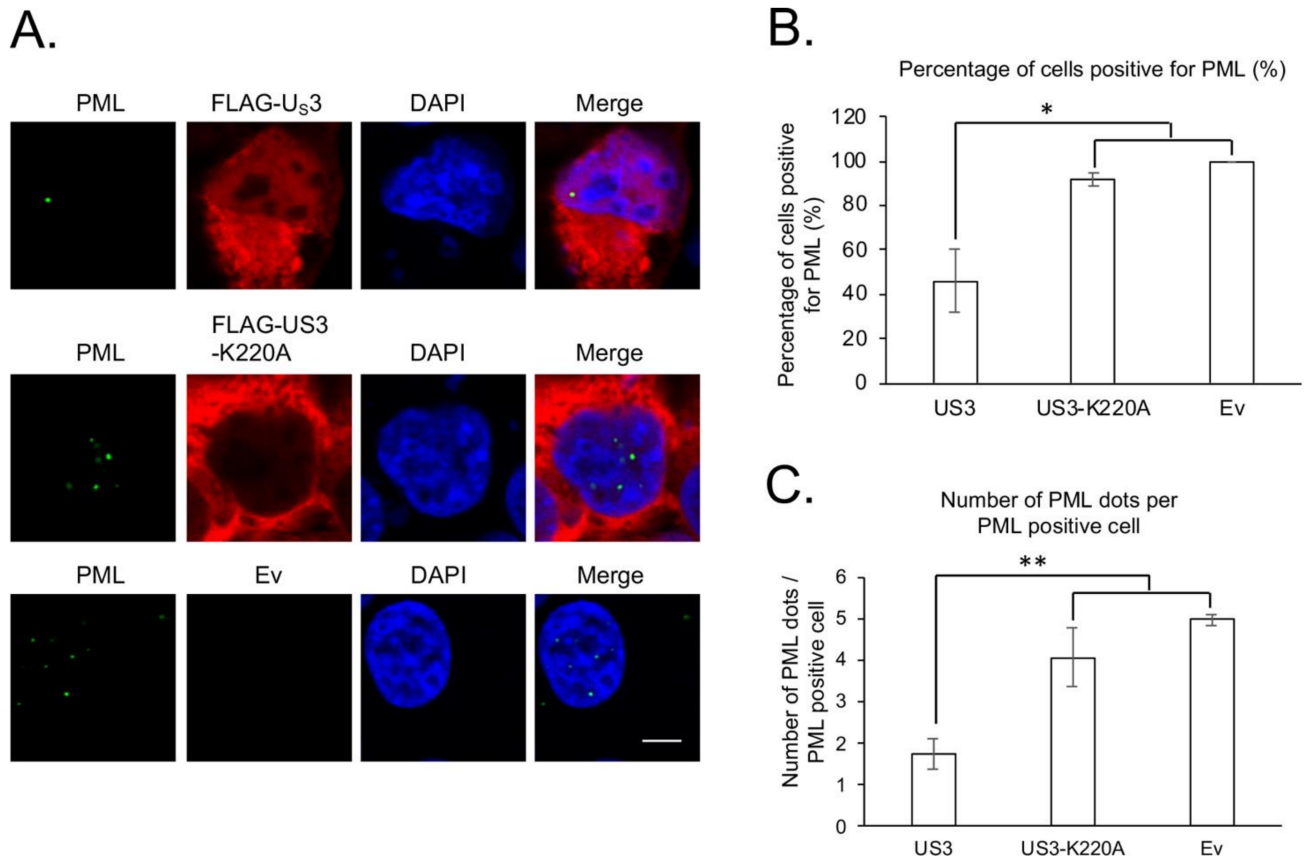 A.
PML FLAG-US3 DAPI Merge
FLAG-US3
PML -K220A DAPI Merge
PML Ev DAPI Merge
B.
Percentage of cells positive for PML (%)
*
Percentage of cells positive
for PML (%)
120
100
80
60
40
20
0
US3 US3-K220A Ev
C.
Number of PML dots per
PML positive cell
**
Number of PML dots /
PML positive cell
6
5
4
3
2
1
0
US3 US3-K220A Ev